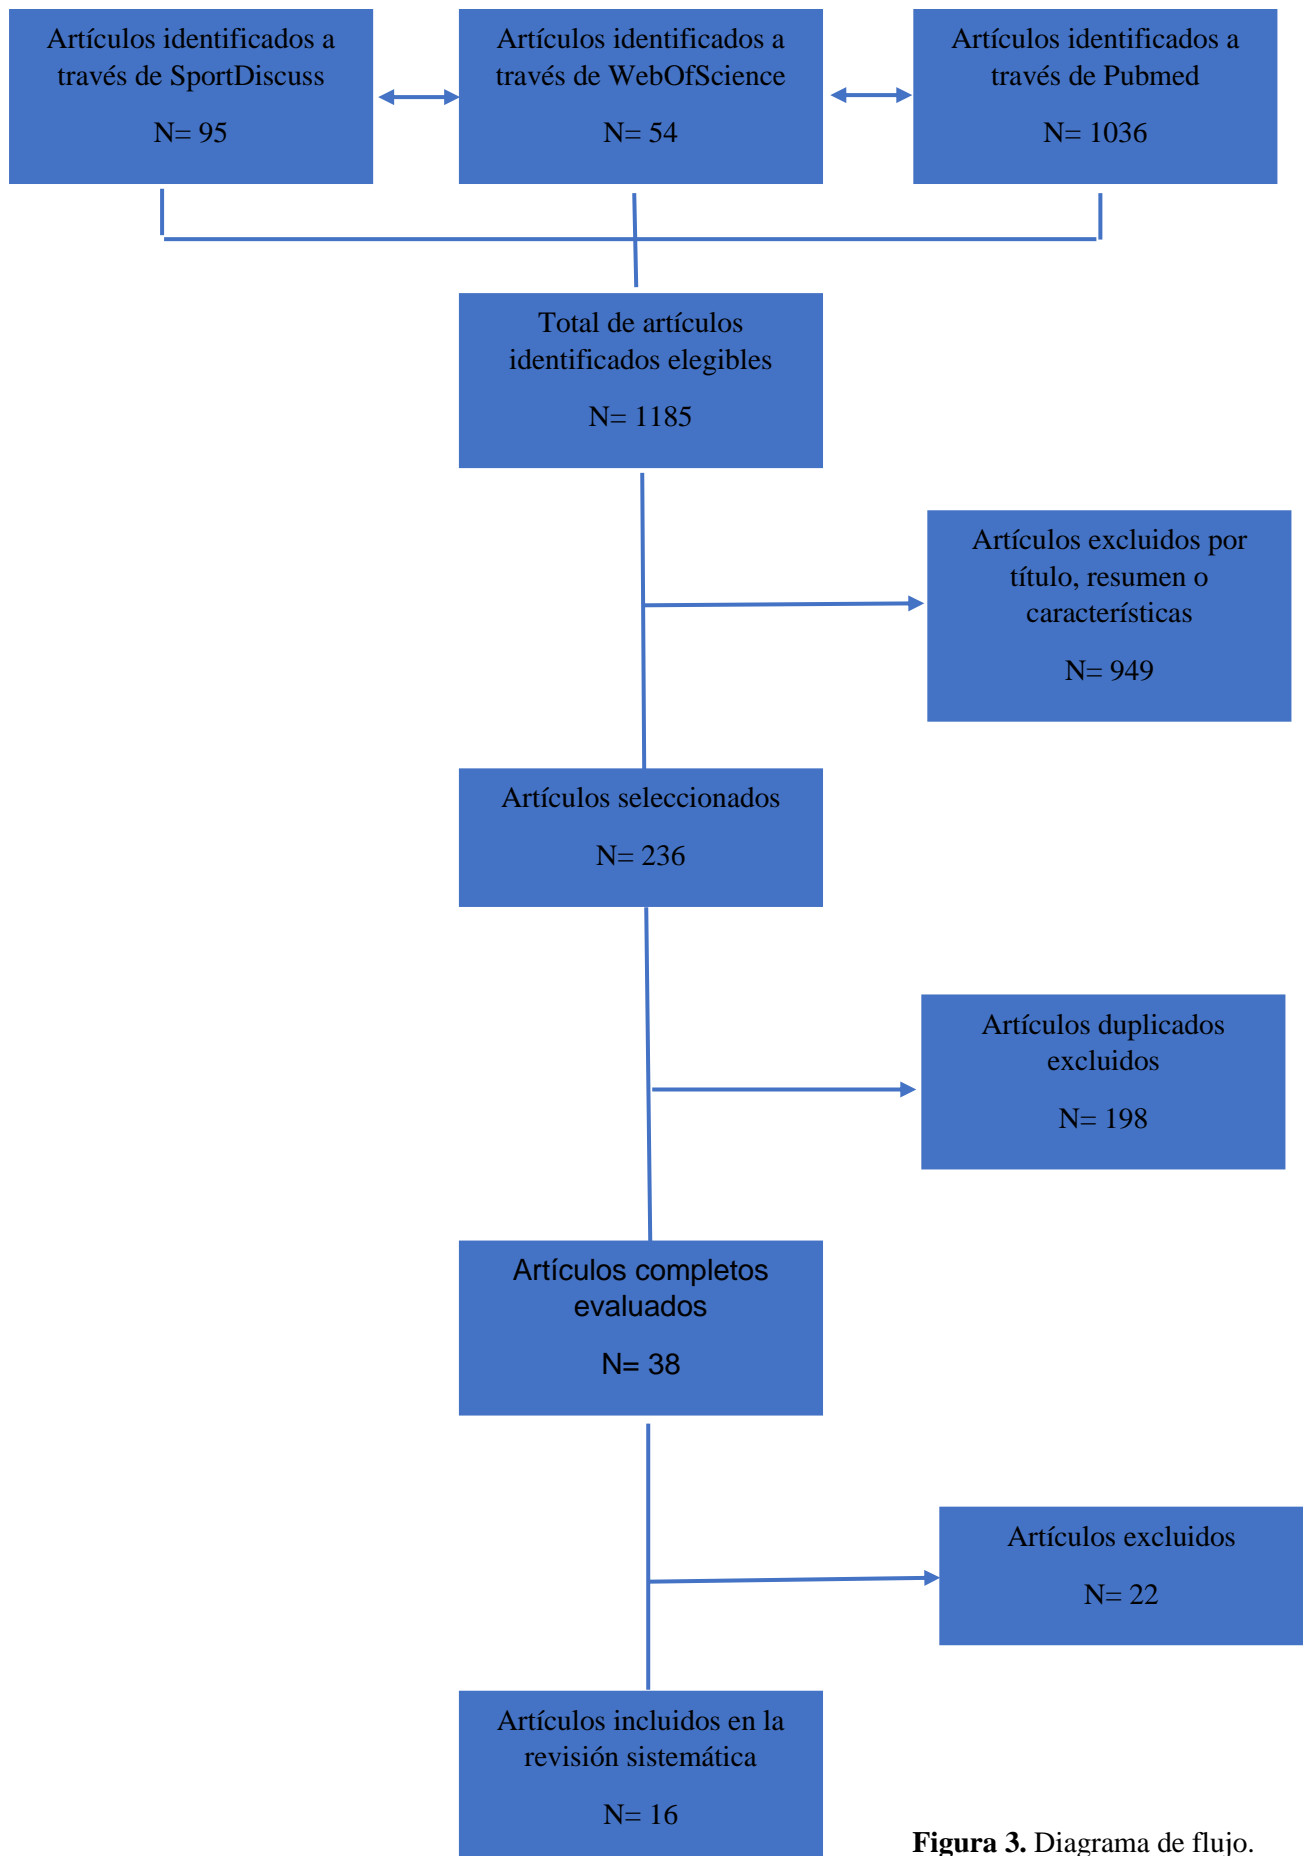 Artículos identificados a
través de SportDiscuss
N= 95
Artículos identificados a
través de WebOfScience
N= 54
Artículos identificados a
través de Pubmed
N= 1036
Total de artículos
identificados elegibles
N= 1185
Artículos excluidos por
título, resumen o
características
N= 949
Artículos seleccionados
N= 236
Artículos duplicados
excluidos
N= 198
Artículos completos
evaluados
N= 38
Artículos excluidos
N= 22
Artículos incluidos en la
revisión sistemática
N= 16
Figura 3. Diagrama de flujo.